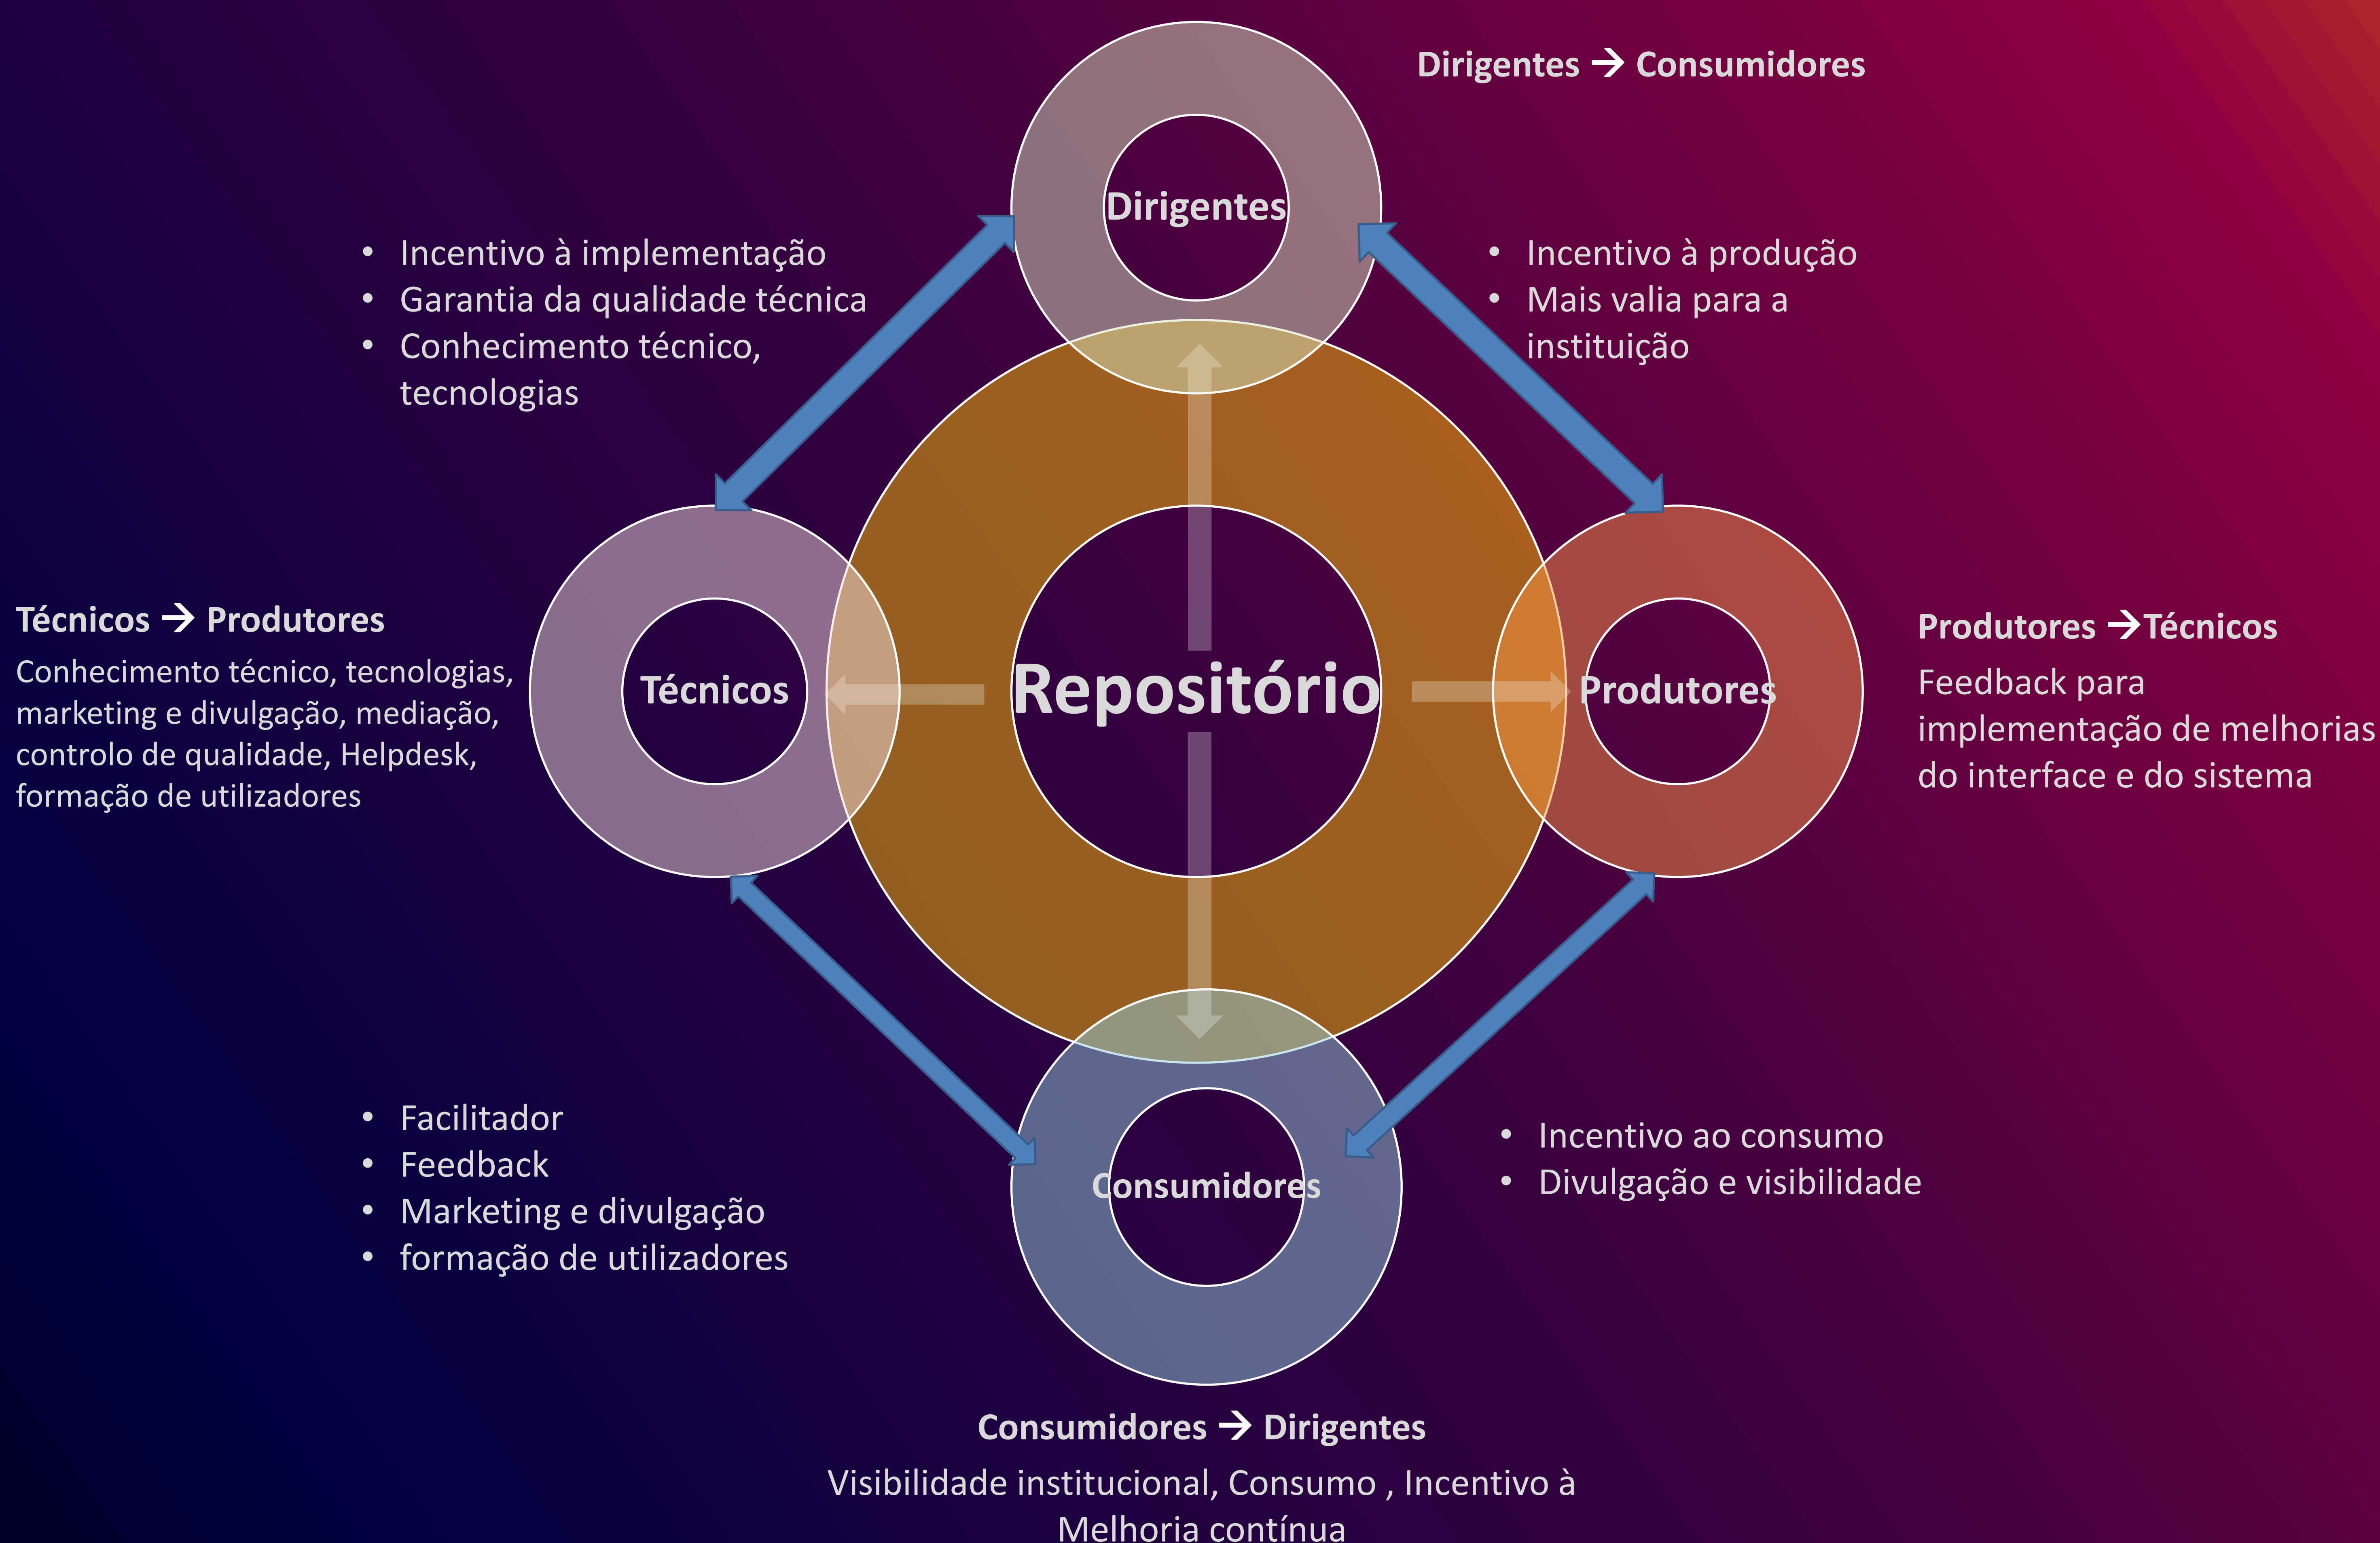 Dirigentes → Consumidores
Dirigentes
• Incentivo à implementação
• Garantia da qualidade técnica
• Conhecimento técnico,
tecnologias
• Incentivo à produção
• Mais valia para a
instituição
Técnicos → Produtores
Conhecimento técnico, tecnologias,
marketing e divulgação, mediação,
controlo de qualidade, Helpdesk,
formação de utilizadores
Técnicos
Repositório
Produtores
Produtores →Técnicos
Feedback para
implementação de melhorias
do interface e do sistema
• Facilitador
• Feedback
• Marketing e divulgação
• formação de utilizadores
Consumidores
• Incentivo ao consumo
• Divulgação e visibilidade
Consumidores → Dirigentes
Visibilidade institucional, Consumo , Incentivo à
Melhoria contínua